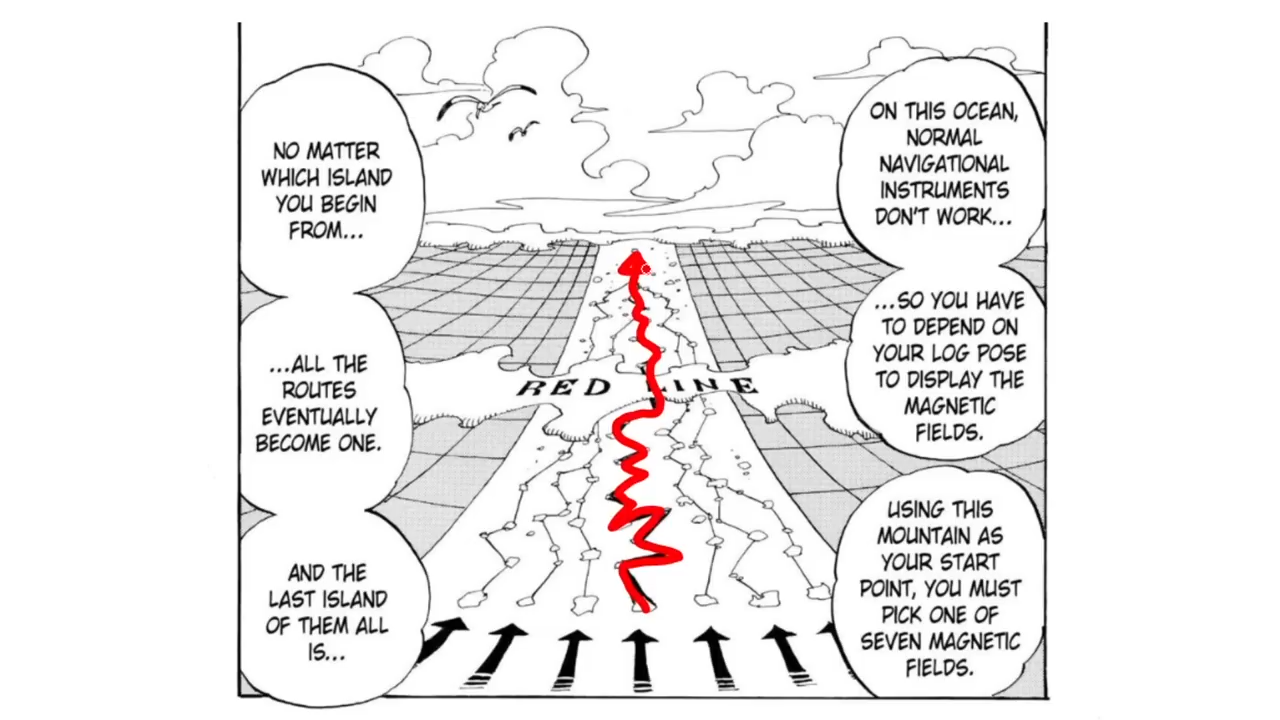 ON THIS OCEAN,
NORMAL
NAVIGATIONAL
INSTRUMENTS
DON'T WORK...
...SO YOU HAVE
TO DEPEND ON
YOUR LOG POSE
TO DISPLAY THE
MAGNETIC
FIELDS.
USING THIS
MOUNTAIN AS
YOUR START
POINT, YOU MUST
PICK ONE OF
SEVEN MAGNETIC
FIELDS.
RED LINE
NO MATTER
WHICH ISLAND
YOU BEGIN
FROM...
...ALL THE
ROUTES
EVENTUALLY
BECOME ONE.
AND THE
LAST ISLAND
OF THEM ALL
IS...